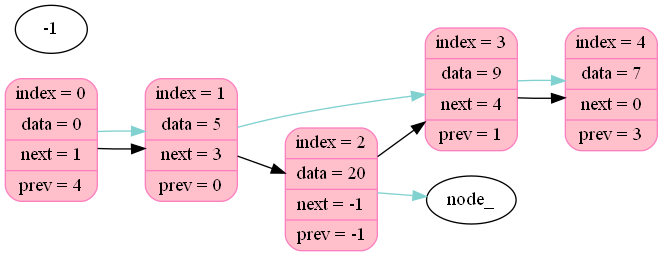 -1
index = 0
data = 0
next = 1
prev = 4
index = 1
data = 5
next = 3
prev = 0
index = 2
data = 20
next = -1
prev = -1
index = 3
data = 9
next = 4
prev = 1
node_
index = 4
data = 7
next = 0
prev = 3